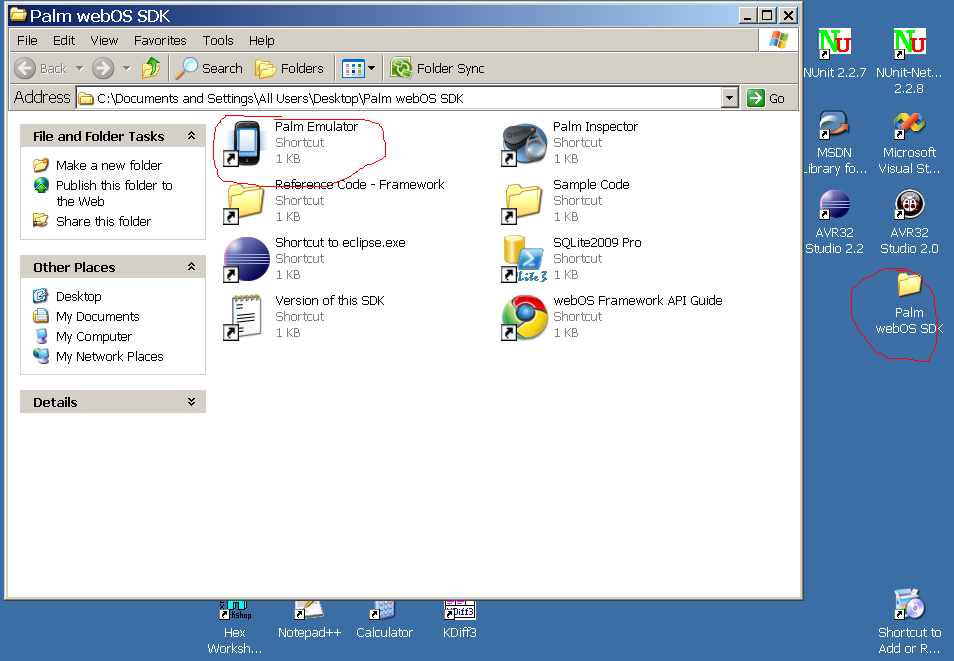 Palm webOS SDK
File Edit View Favorites Tools Help
Back Search Folders Folder Sync
Address C:\Documents and Settings\All Users\Desktop\Palm webOS SDK Go
File and Folder Tasks
Make a new folder
Publish this folder to
the Web
Share this folder
Other Places
Desktop
My Documents
My Computer
My Network Places
Details
Palm Emulator
Shortcut
1 KB
Palm Inspector
Shortcut
1 KB
Reference Code - Framework
Shortcut
1 KB
Sample Code
Shortcut
1 KB
Shortcut to eclipse.exe
Shortcut
1 KB
SQLite2009 Pro
Shortcut
1 KB
Version of this SDK
Shortcut
1 KB
webOS Framework API Guide
Shortcut
1 KB
NUnit 2.2.7
NUnit-Net...
2.2.8
MSDN
Library fo...
Microsoft
Visual St...
AVR32
Studio 2.2
AVR32
Studio 2.0
Palm
webOS SDK
Hex
Worksh...
Notepad++
Calculator
KDiff3
Shortcut to
Add or R...